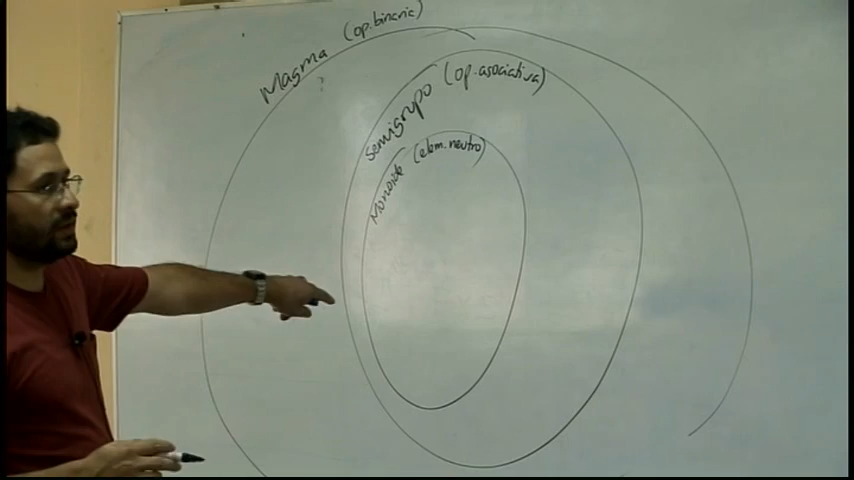 Magma (op. binaria)
Semigrupo (op. asociativa)
Monoide (elem. neutro)